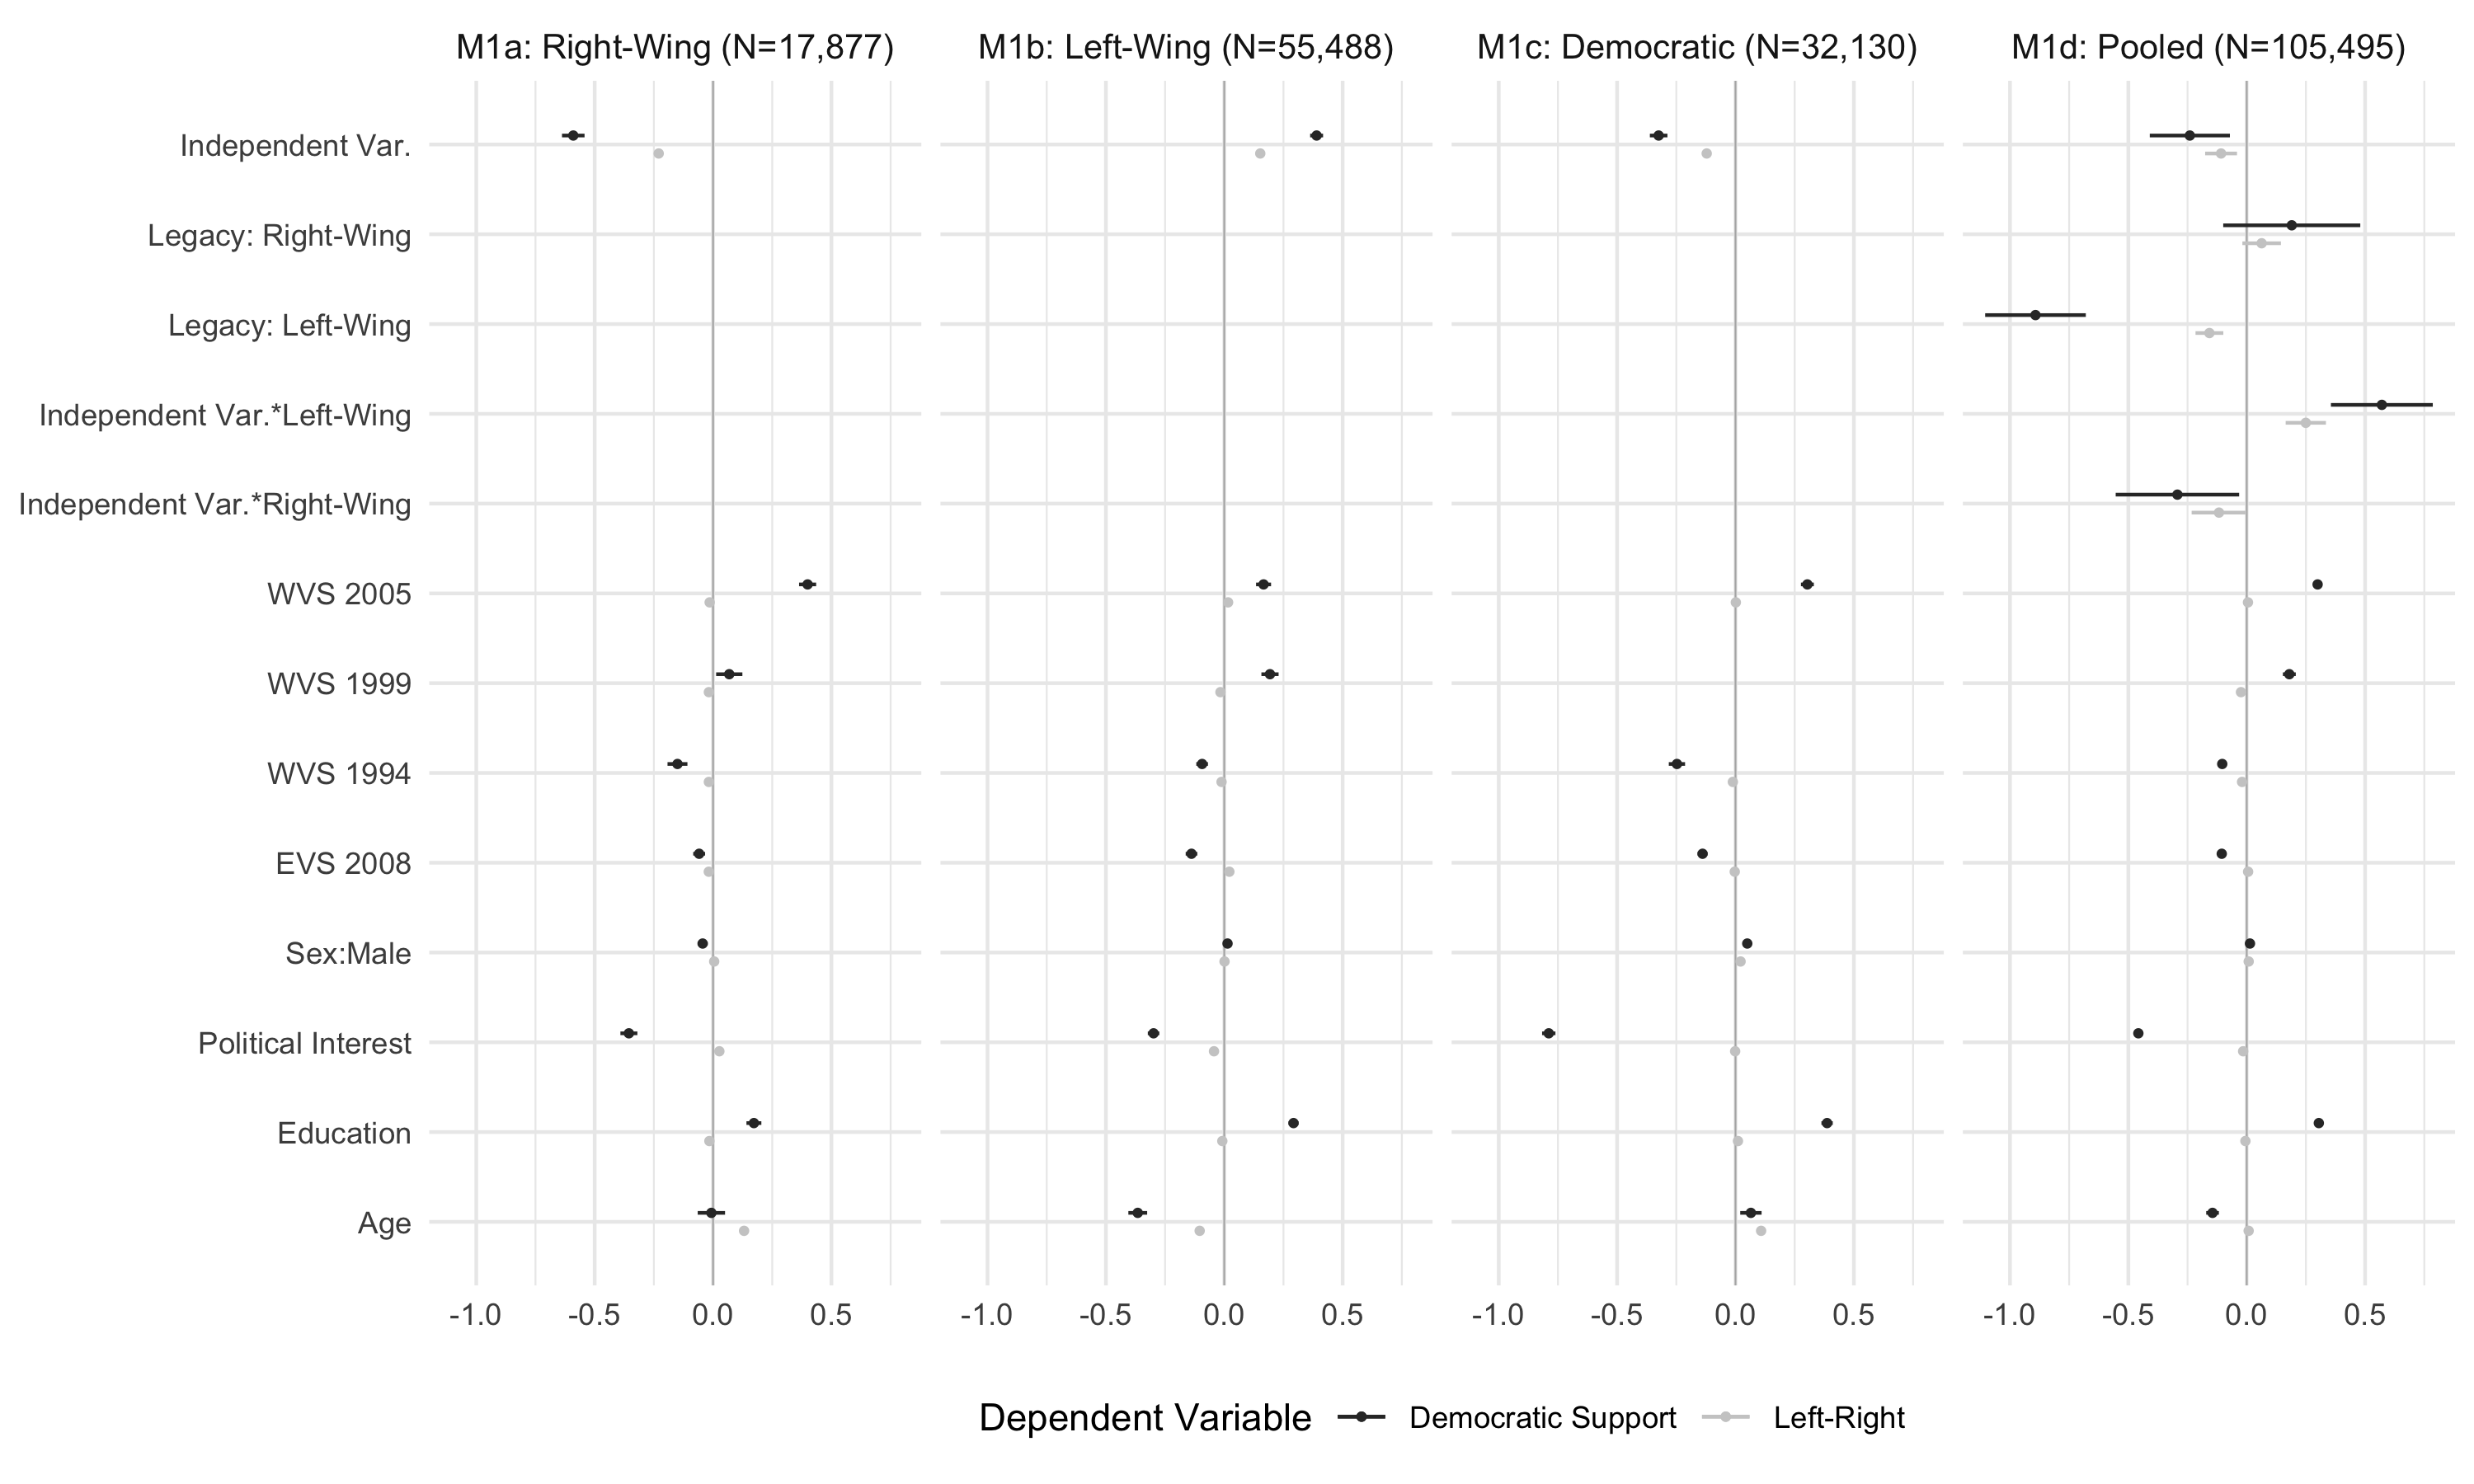 M1a: Right-Wing (N=17,877) M1b: Left-Wing (N=55,488) M1c: Democratic (N=32,130) M1d: Pooled (N=105,495)
Independent Var.
Legacy: Right-Wing
Legacy: Left-Wing
Independent Var.*Left-Wing
Independent Var.*Right-Wing
WVS 2005
WVS 1999
WVS 1994
EVS 2008
Sex:Male
Political Interest
Education
Age
-1.0 -0.5 0.0 0.5 -1.0 -0.5 0.0 0.5 -1.0 -0.5 0.0 0.5 -1.0 -0.5 0.0 0.5
Dependent Variable Democratic Support Left-Right